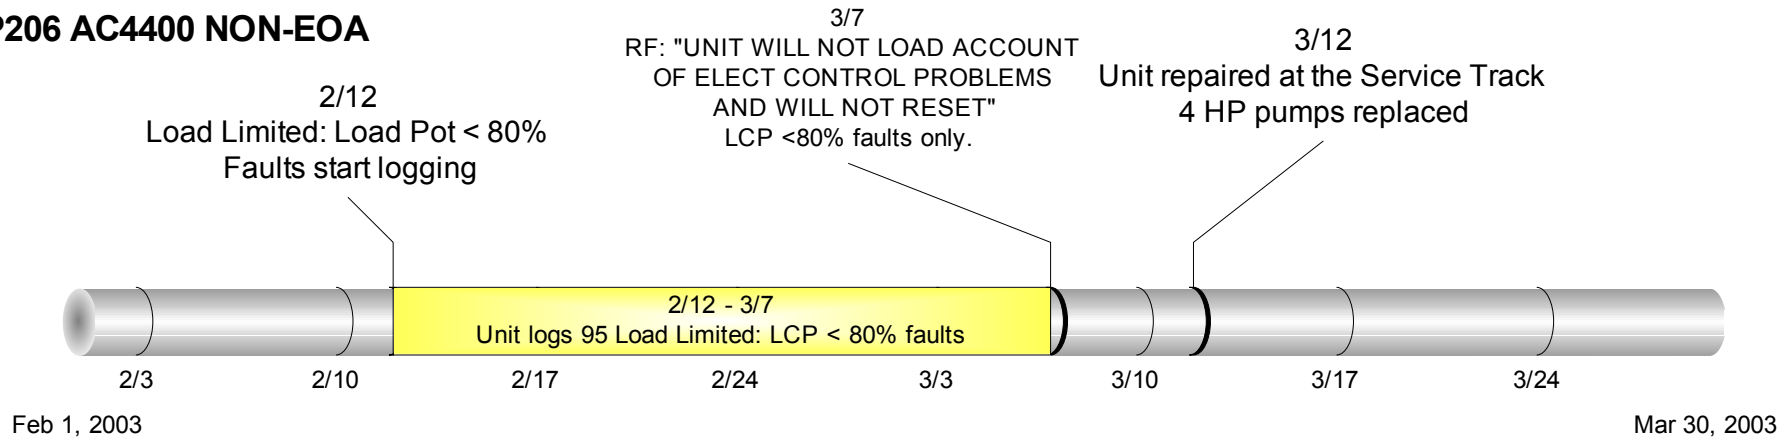 P206 AC4400 NON-EOA
2/12
Load Limited: Load Pot < 80%
Faults start logging
3/7
RF: "UNIT WILL NOT LOAD ACCOUNT
OF ELECT CONTROL PROBLEMS
AND WILL NOT RESET"
LCP <80% faults only.
3/12
Unit repaired at the Service Track
4 HP pumps replaced
2/12 - 3/7
Unit logs 95 Load Limited: LCP < 80% faults
2/3
2/10
2/17
2/24
3/3
3/10
3/17
3/24
Feb 1, 2003
Mar 30, 2003